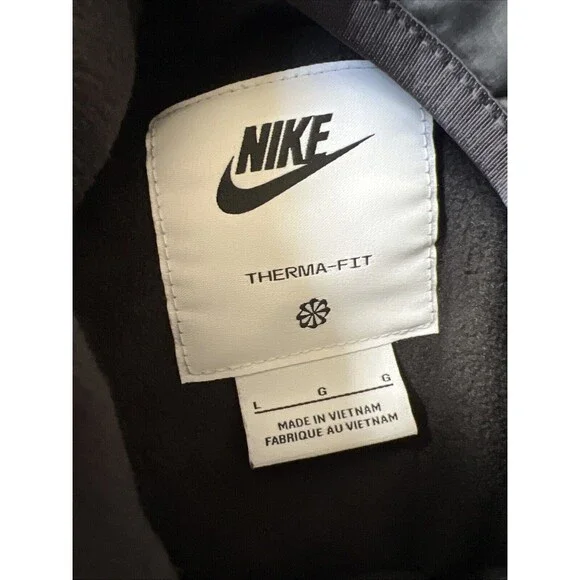 NIKE
THERMA-FIT
L G G
MADE IN VIETNAM
FABRIQUE AU VIETNAM